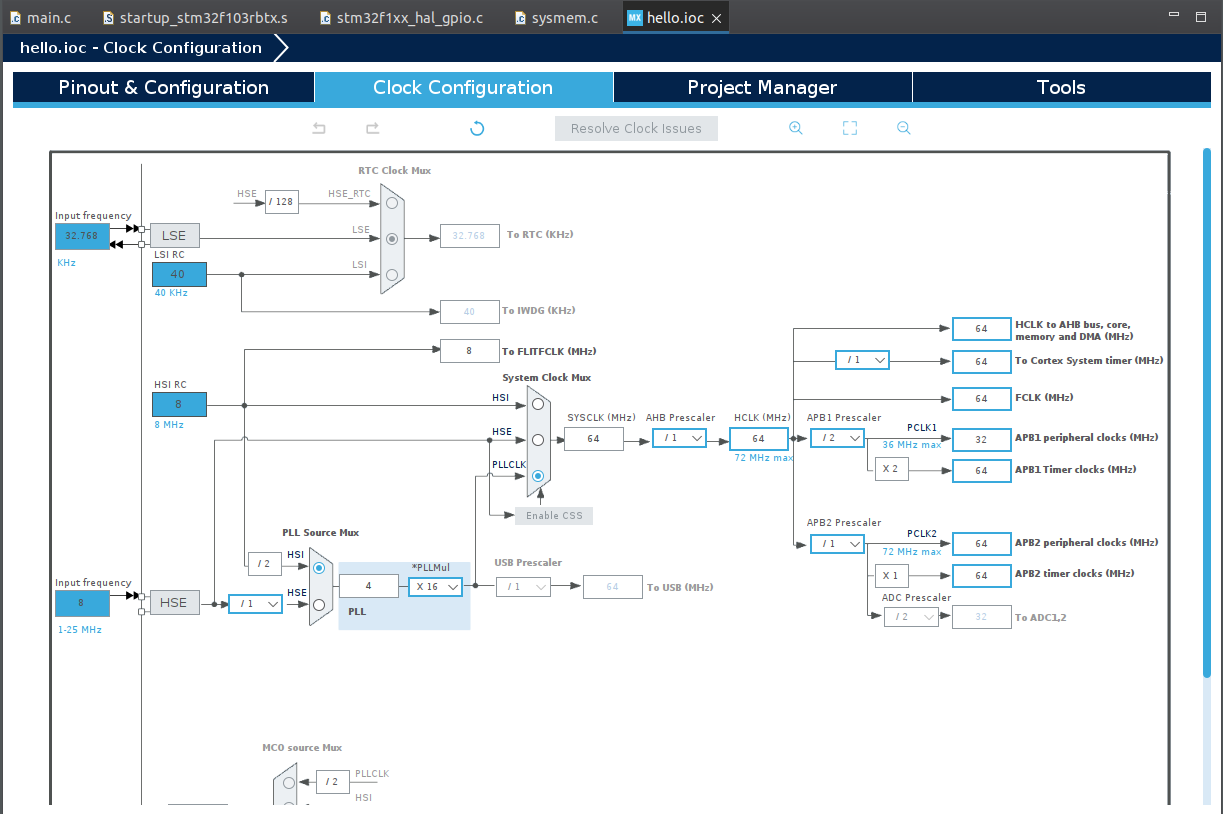 main.c
startup_stm32f103rbtx.s
stm32f1xx_hal_gpio.c
sysmem.c
MX hello.ioc
hello.ioc - Clock Configuration
Pinout & Configuration
Clock Configuration
Project Manager
Tools
Resolve Clock Issues
RTC Clock Mux
HSE
/ 128
HSE_RTC
Input frequency
32.768
KHz
LSE
LSE
32.768
To RTC (KHz)
LSI RC
40
40 KHz
LSI
40
To IWDG (KHz)
8
To FLITFCLK (MHz)
HSI RC
8
8 MHz
System Clock Mux
HSI
HSE
PLLCLK
Enable CSS
SYSCLK (MHz)
64
AHB Prescaler
/ 1
HCLK (MHz)
64
72 MHz max
64
HCLK to AHB bus, core,
memory and DMA (MHz)
/ 1
64
To Cortex System timer (MHz)
64
FCLK (MHz)
APB1 Prescaler
/ 2
PCLK1
36 MHz max
32
APB1 peripheral clocks (MHz)
X 2
64
APB1 Timer clocks (MHz)
APB2 Prescaler
/ 1
PCLK2
72 MHz max
64
APB2 peripheral clocks (MHz)
X 1
64
APB2 timer clocks (MHz)
ADC Prescaler
/ 2
32
To ADC1,2
PLL Source Mux
/ 2
HSI
HSE
4
*PLLMul
X 16
PLL
USB Prescaler
/ 1
64
To USB (MHz)
Input frequency
8
1-25 MHz
HSE
/ 1
MCO source Mux
/ 2
PLLCLK
HSI